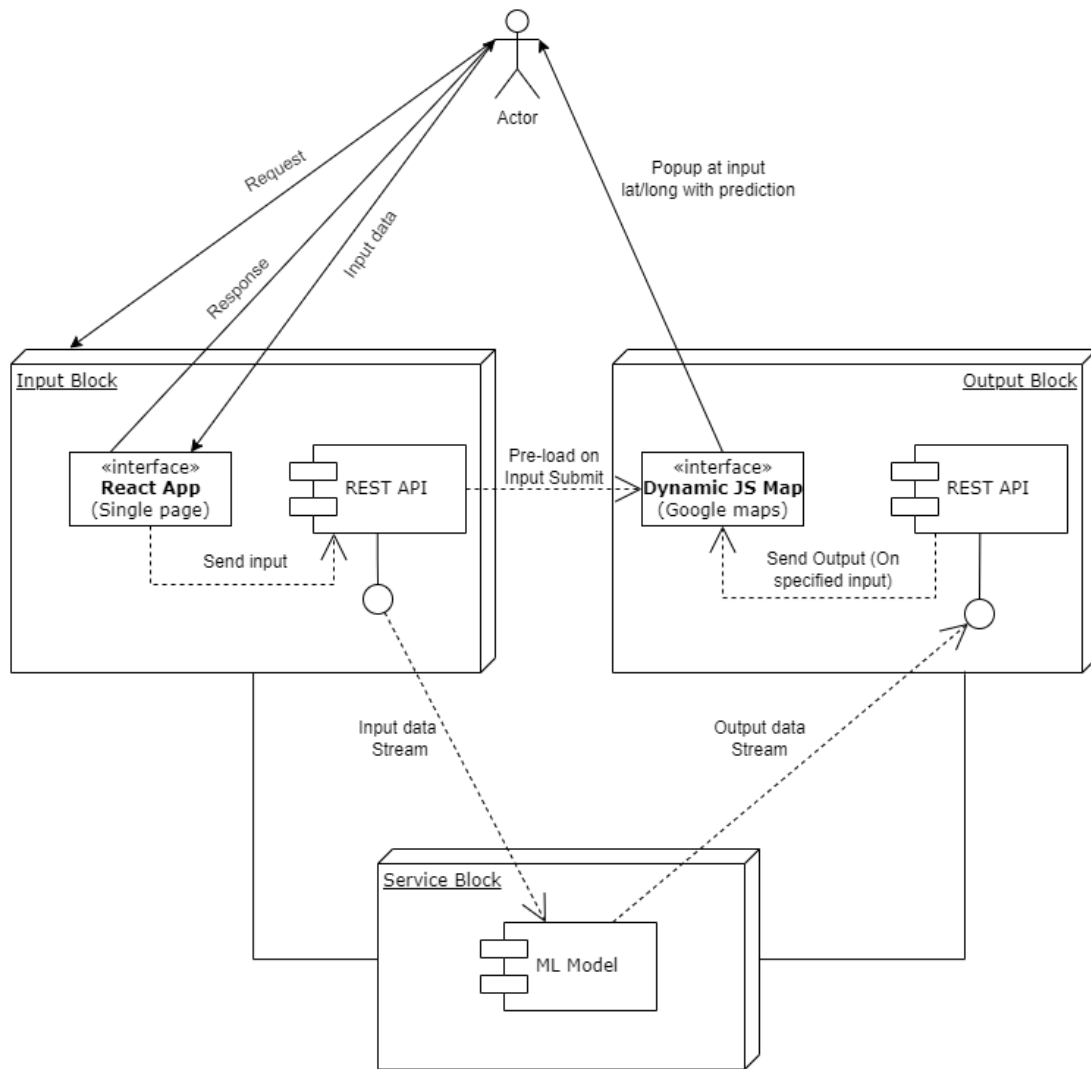 Actor
Request
Response
Input data
Popup at input
lat/long with prediction
Input Block
«interface»
React App
(Single page)
REST API
Send input
Pre-load on
Input Submit
Output Block
«interface»
Dynamic JS Map
(Google maps)
REST API
Send Output (On
specified input)
Input data
Stream
Output data
Stream
Service Block
ML Model